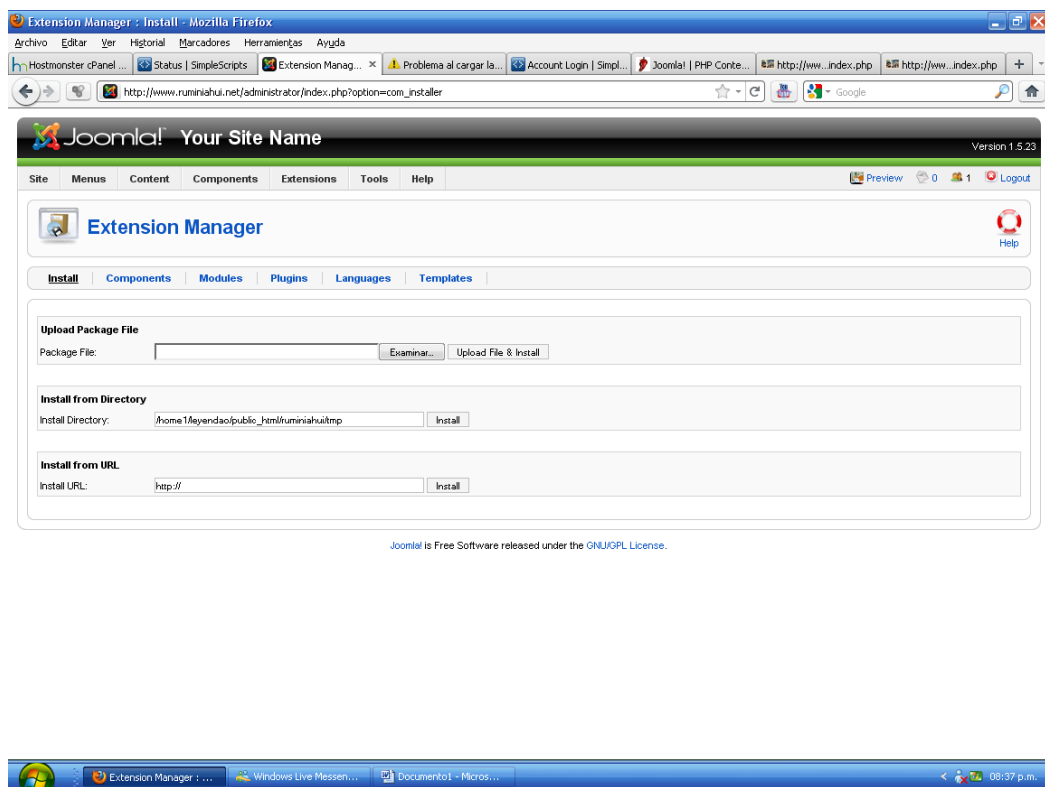 Extension Manager : Install - Mozilla Firefox
Archivo Editar Ver Historial Marcadores Herramientas Ayuda
Hostmonster cPanel ... Status | SimpleScripts Extension Manag... × Problema al cargar la... Account Login | Simpl... Joomla! | PHP Conte... http://ww...index.php http://ww...index.php +
http://www.ruminiahui.net/administrator/index.php?option=com_installer Google
Joomla! Your Site Name
Version 1.5.23
Site Menus Content Components Extensions Tools Help Preview 0 1 Logout
Extension Manager
Help
Install Components Modules Plugins Languages Templates
Upload Package File
Package File: Examinar... Upload File & Install
Install from Directory
Install Directory: /home1/leyendao/public_html/ruminiahui/tmp Install
Install from URL
Install URL: http:// Install
Joomla! is Free Software released under the GNU/GPL License.
Extension Manager : ... Windows Live Messen... Documento1 - Micros... 08:37 p.m.